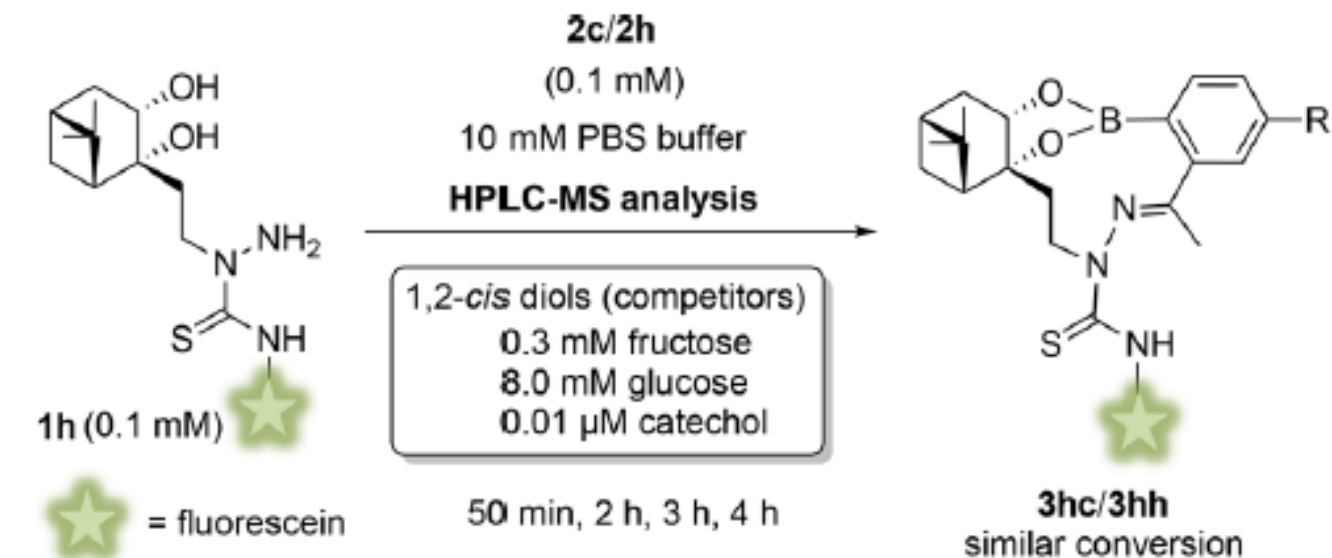 2c/2h
(0.1 mM)
10 mM PBS buffer
HPLC-MS analysis
1,2-cis diols (competitors)
0.3 mM fructose
8.0 mM glucose
0.01 µM catechol
50 min, 2 h, 3 h, 4 h
OH
OH
NH2
N
S
NH
1h (0.1 mM)
= fluorescein
O
B
R
O
N
N
S
NH
3hc/3hh
similar conversion